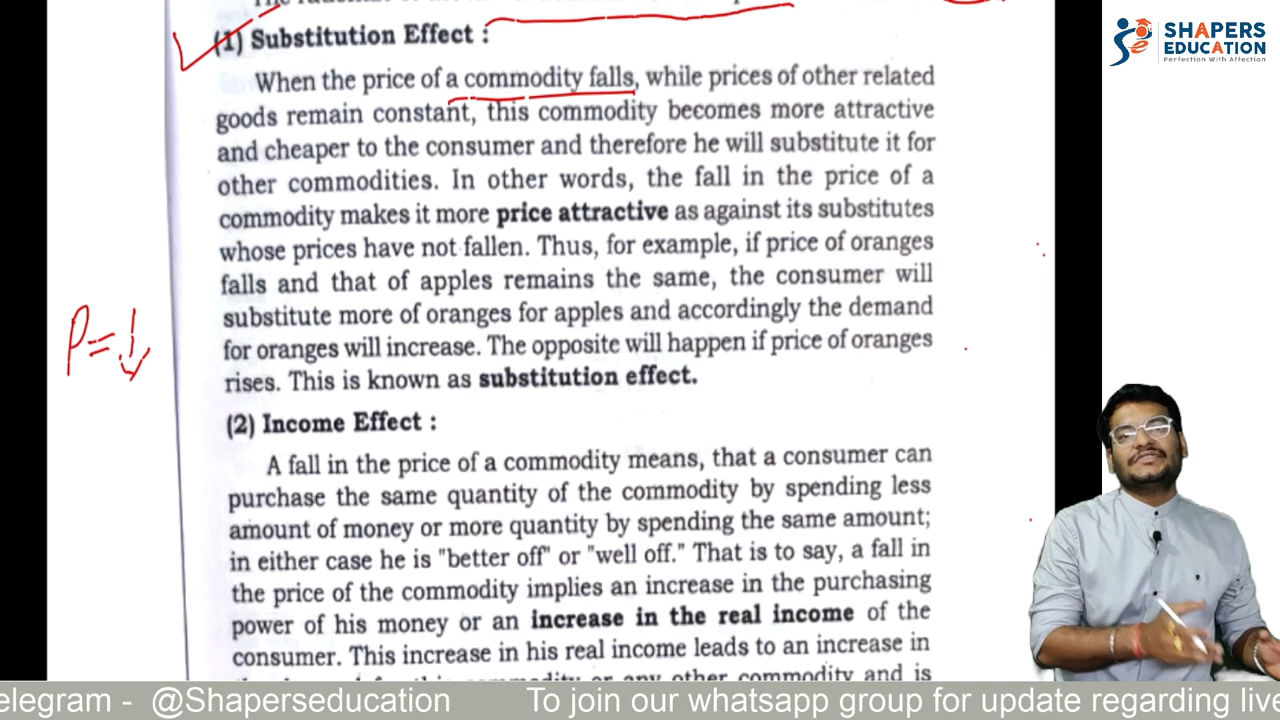 SHAPERS
EDUCATION
Perfection With Affection
(1) Substitution Effect :
When the price of a commodity falls, while prices of other related
goods remain constant, this commodity becomes more attractive
and cheaper to the consumer and therefore he will substitute it for
other commodities. In other words, the fall in the price of a
commodity makes it more price attractive as against its substitutes
whose prices have not fallen. Thus, for example, if price of oranges
falls and that of apples remains the same, the consumer will
substitute more of oranges for apples and accordingly the demand
for oranges will increase. The opposite will happen if price of oranges
rises. This is known as substitution effect.
P=↓
(2) Income Effect :
A fall in the price of a commodity means, that a consumer can
purchase the same quantity of the commodity by spending less
amount of money or more quantity by spending the same amount;
in either case he is "better off" or "well off." That is to say, a fall in
the price of the commodity implies an increase in the purchasing
power of his money or an increase in the real income of the
consumer. This increase in his real income leads to an increase in
commodity or any other commodity and is
elegram - @Shaperseducation To join our whatsapp group for update regarding live